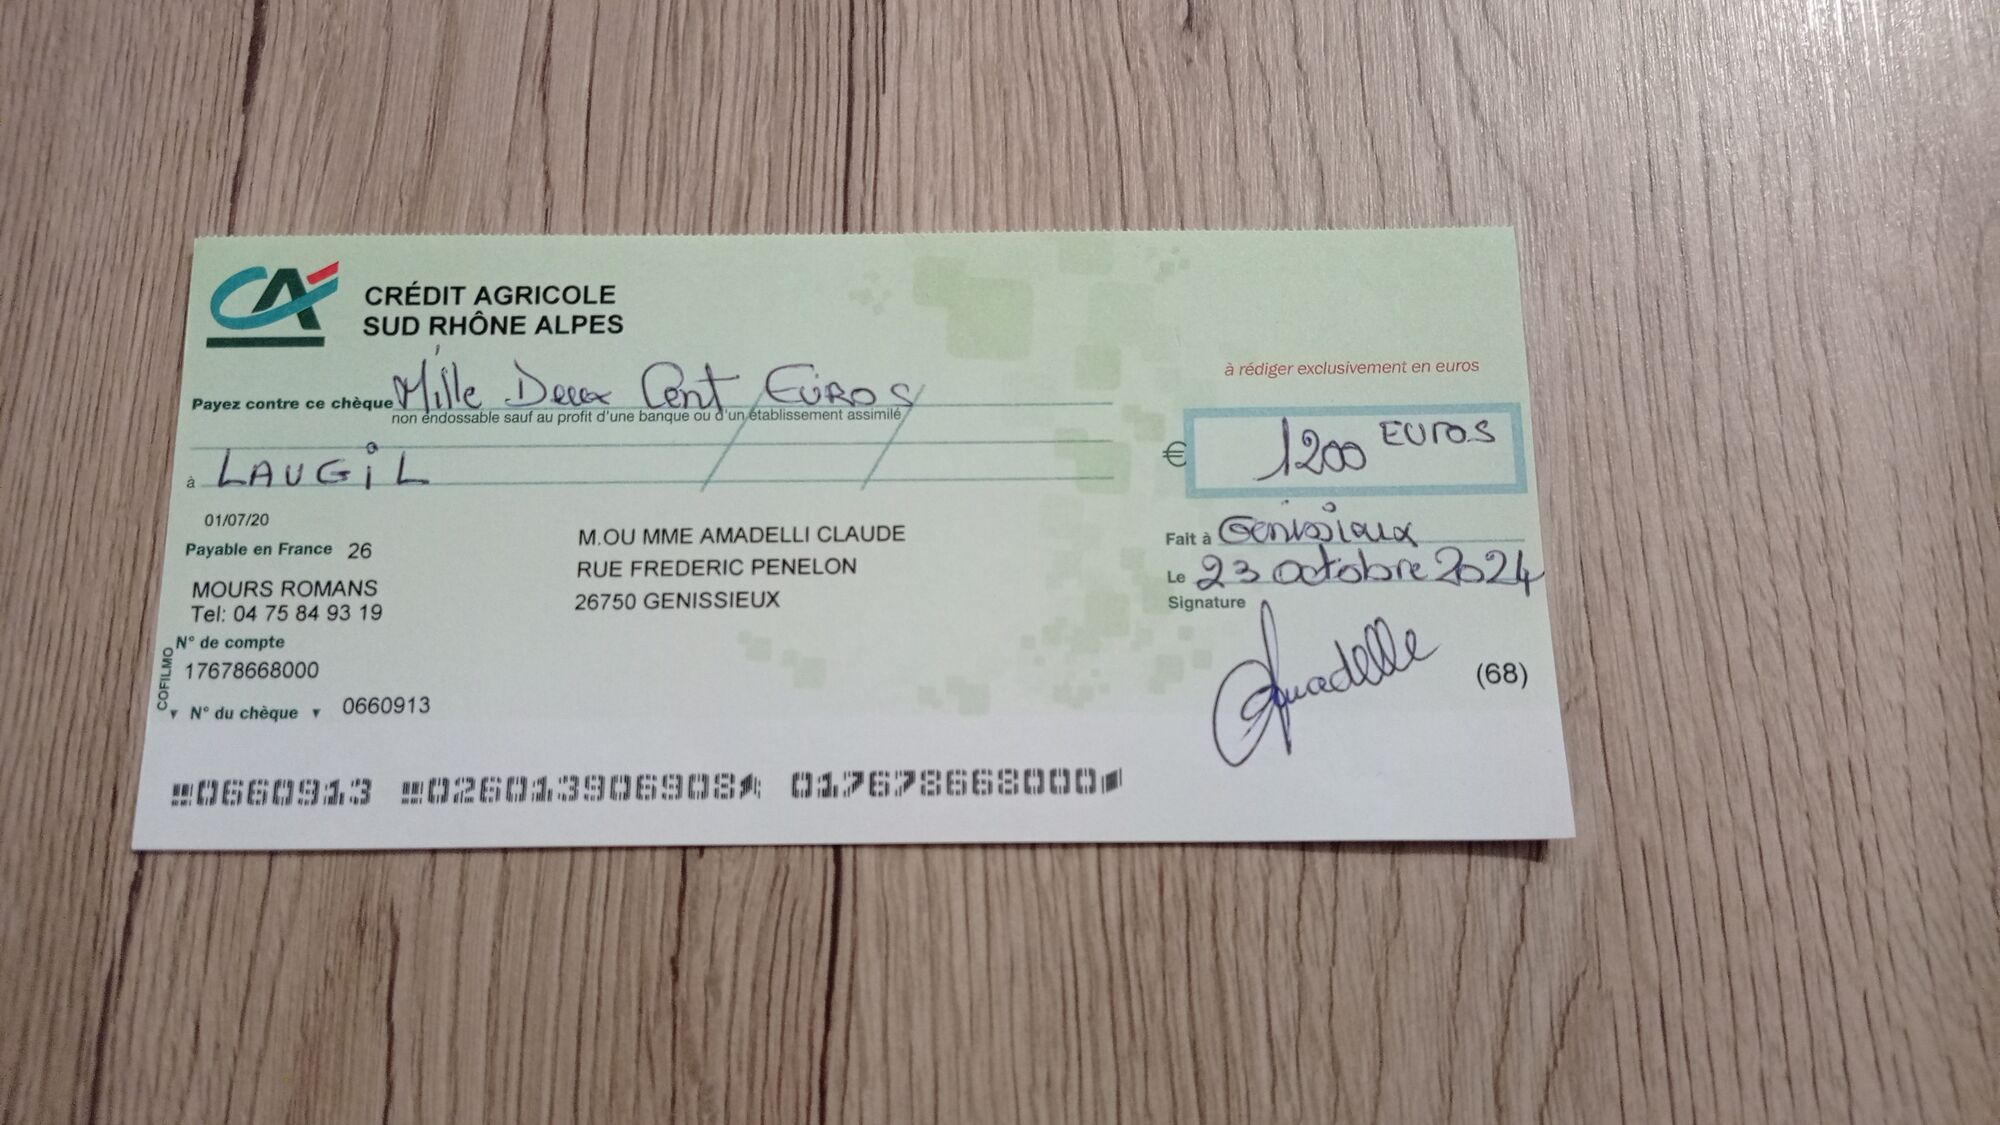 CA
CRÉDIT AGRICOLE
SUD RHÔNE ALPES
à rédiger exclusivement en euros
Payez contre ce chèque Mille Deux Cent Euros
non endossable sauf au profit d'une banque ou d'un établissement assimilé
€ 1200 Euros
à LAUGiL
01/07/20
Payable en France 26
MOURS ROMANS
Tel: 04 75 84 93 19
N° de compte
17678668000
COFILMO
N° du chèque 0660913
M.OU MME AMADELLI CLAUDE
RUE FREDERIC PENELON
26750 GENISSIEUX
Fait à Genissiaux
Le 23 octobre 2024
Signature
(68)
0660913 026013906908 017678668000